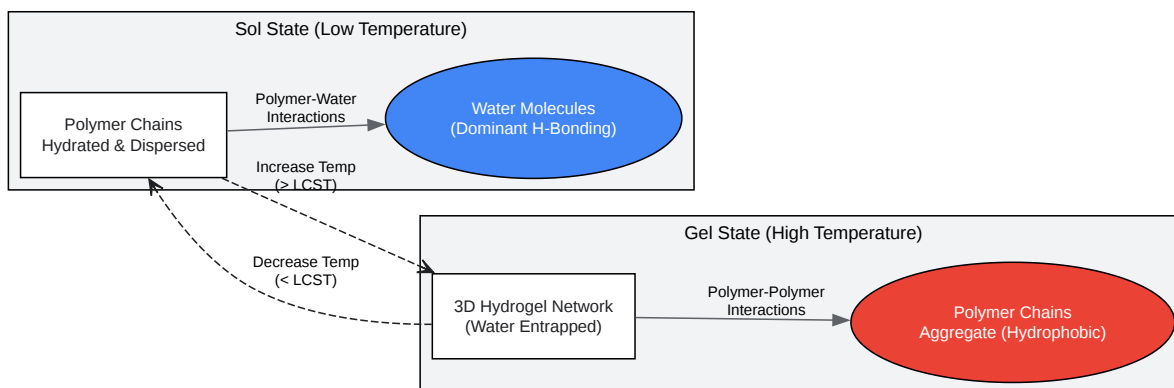 Sol State (Low Temperature)
Polymer Chains
Hydrated & Dispersed
Polymer-Water
Interactions
Water Molecules
(Dominant H-Bonding)
Increase Temp
(> LCST)
Decrease Temp
(< LCST)
Gel State (High Temperature)
3D Hydrogel Network
(Water Entrapped)
Polymer-Polymer
Interactions
Polymer Chains
Aggregate (Hydrophobic)